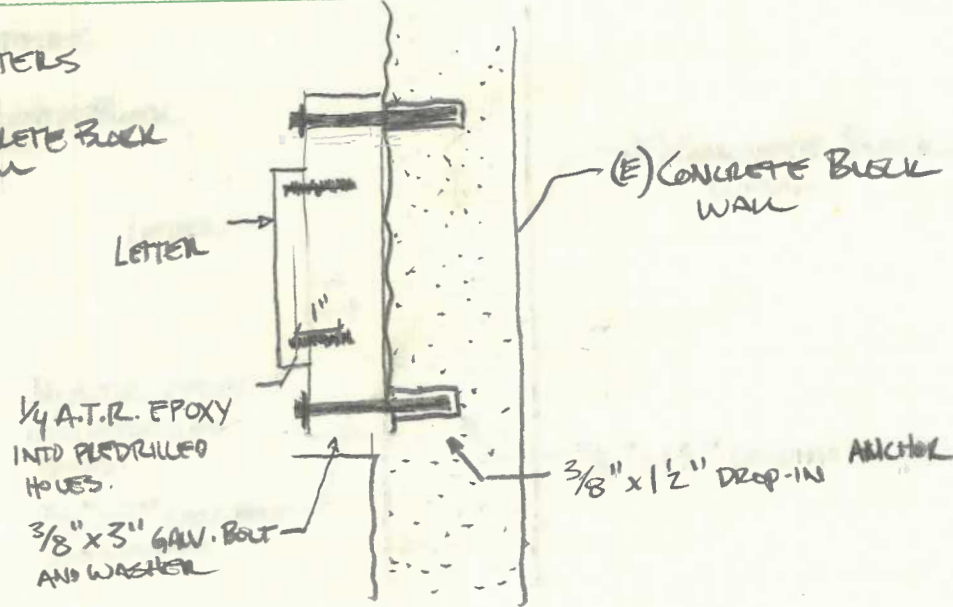 TERS
RETE BLOCK
LETTER
1"
1/4 A.T.R. EPOXY
INTO PREDRILLED
HOLES.
3/8" x 3" GALV. BOLT
AND WASHER
(E) CONCRETE BLOCK
WALL
3/8" x 1 1/2" DROP-IN ANCHOR